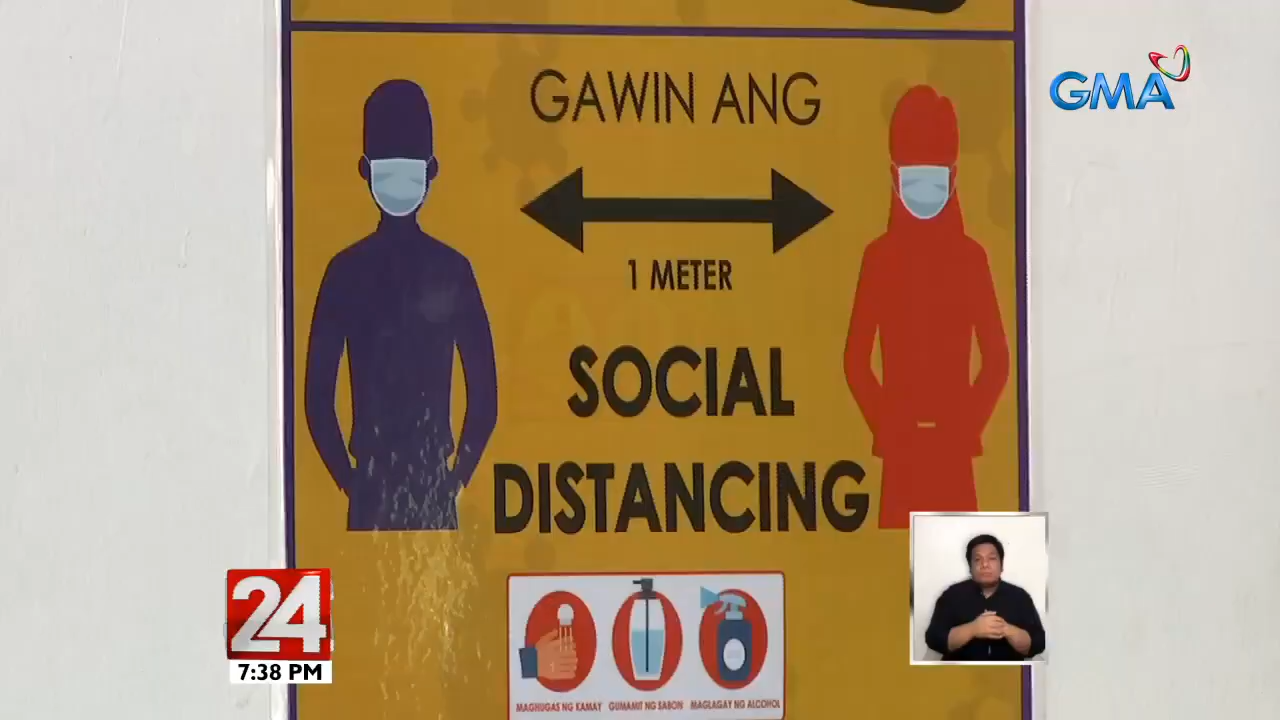 GMA
GAWIN ANG
1 METER
SOCIAL
DISTANCING
MAGHUGAS NG KAMAY GUMAMIT NG SABON MAGLAGAY NG ALCOHOL
24
7:38 PM